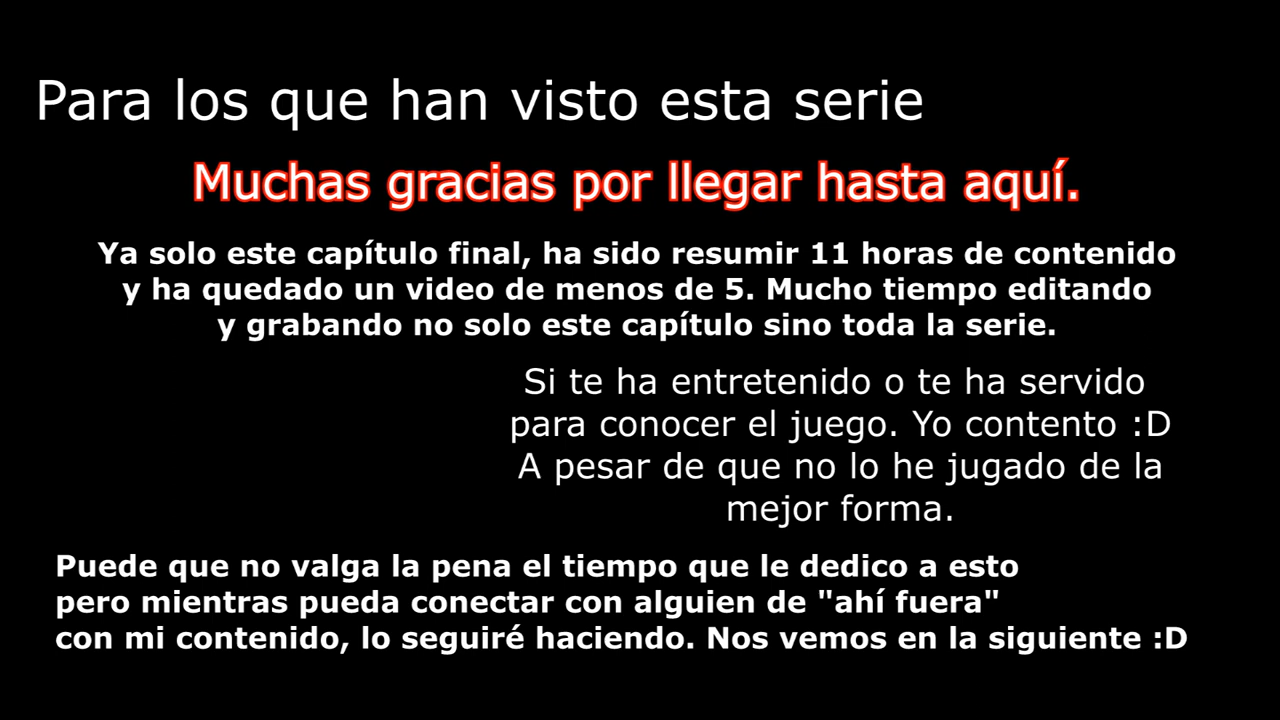 Para los que han visto esta serie
Muchas gracias por llegar hasta aquí.
Ya solo este capítulo final, ha sido resumir 11 horas de contenido
y ha quedado un video de menos de 5. Mucho tiempo editando
y grabando no solo este capítulo sino toda la serie.
Si te ha entretenido o te ha servido
para conocer el juego. Yo contento :D
A pesar de que no lo he jugado de la
mejor forma.
Puede que no valga la pena el tiempo que le dedico a esto
pero mientras pueda conectar con alguien de "ahí fuera"
con mi contenido, lo seguiré haciendo. Nos vemos en la siguiente :D